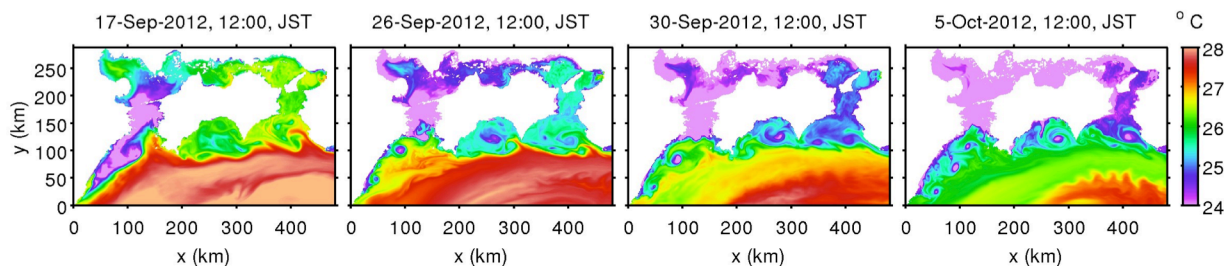 17-Sep-2012, 12:00, JST
26-Sep-2012, 12:00, JST
30-Sep-2012, 12:00, JST
5-Oct-2012, 12:00, JST
° C
y (km)
250
200
150
100
50
0
28
27
26
25
24
0 100 200 300 400
0 100 200 300 400
0 100 200 300 400
0 100 200 300 400
x (km)
x (km)
x (km)
x (km)